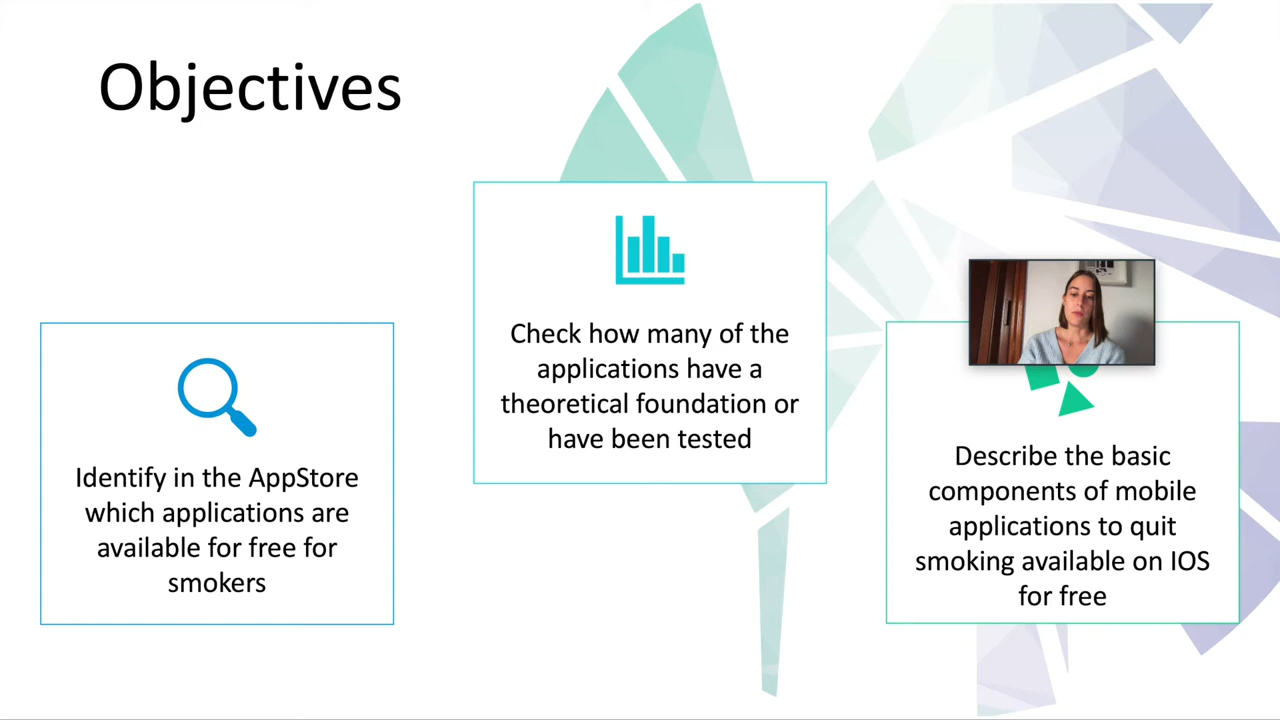 Objectives
Identify in the AppStore
which applications are
available for free for
smokers
Check how many of the
applications have a
theoretical foundation or
have been tested
Describe the basic
components of mobile
applications to quit
smoking available on IOS
for free